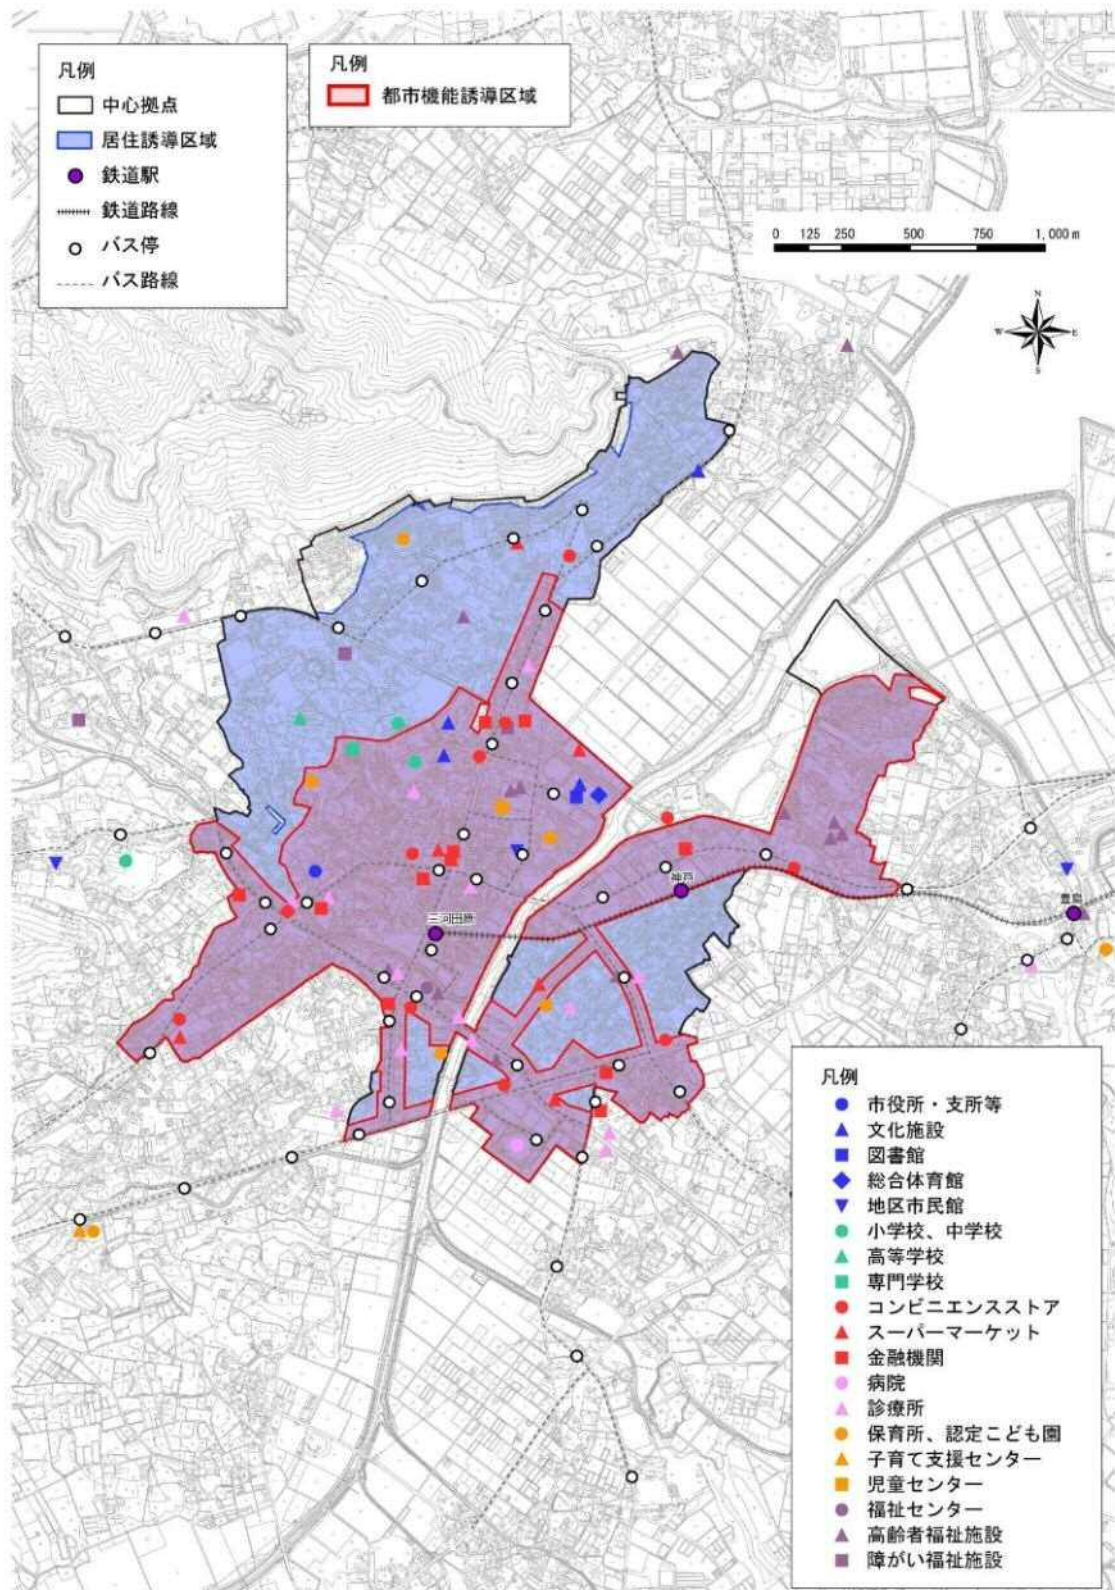 凡例
中心拠点
居住誘導区域
鉄道駅
鉄道路線
バス停
バス路線
凡例
都市機能誘導区域
0 125 250 500 750 1,000 m
N
W E
S
神戸
三河田原
豊島
凡例
市役所・支所等
文化施設
図書館
総合体育館
地区市民館
小学校、中学校
高等学校
専門学校
コンビニエンスストア
スーパーマーケット
金融機関
病院
診療所
保育所、認定こども園
子育て支援センター
児童センター
福祉センター
高齢者福祉施設
障がい福祉施設